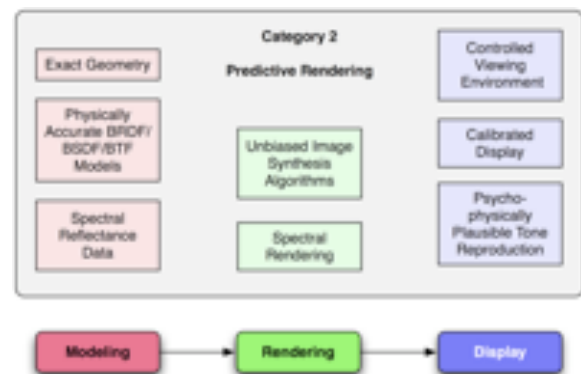 Category 2
Predictive Rendering
Exact Geometry
Physically
Accurate BRDF/
BSDF/BTF
Models
Spectral
Reflectance
Data
Unbiased Image
Synthesis
Algorithms
Spectral
Rendering
Controlled
Viewing
Environment
Calibrated
Display
Psycho-
physically
Plausible Tone
Reproduction
Modeling
Rendering
Display